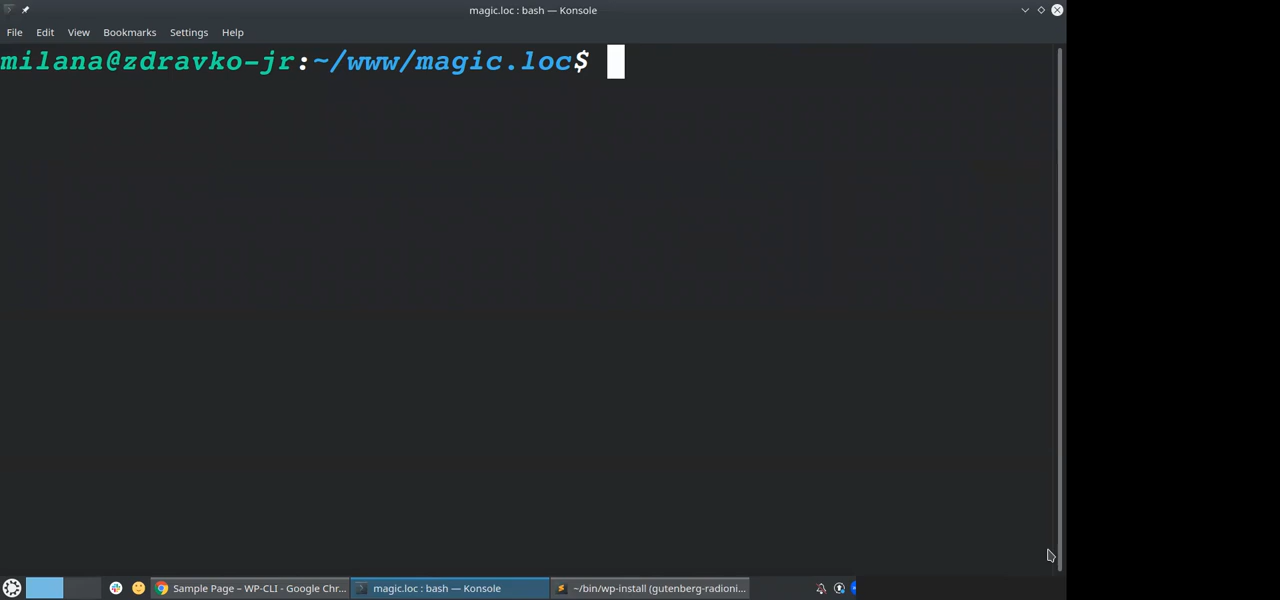 magic.loc : bash — Konsole
File Edit View Bookmarks Settings Help
milana@zdravko-jr:~/www/magic.loc$
Sample Page – WP-CLI - Google Chr... magic.loc : bash — Konsole ~/bin/wp-install (gutenberg-radioni...